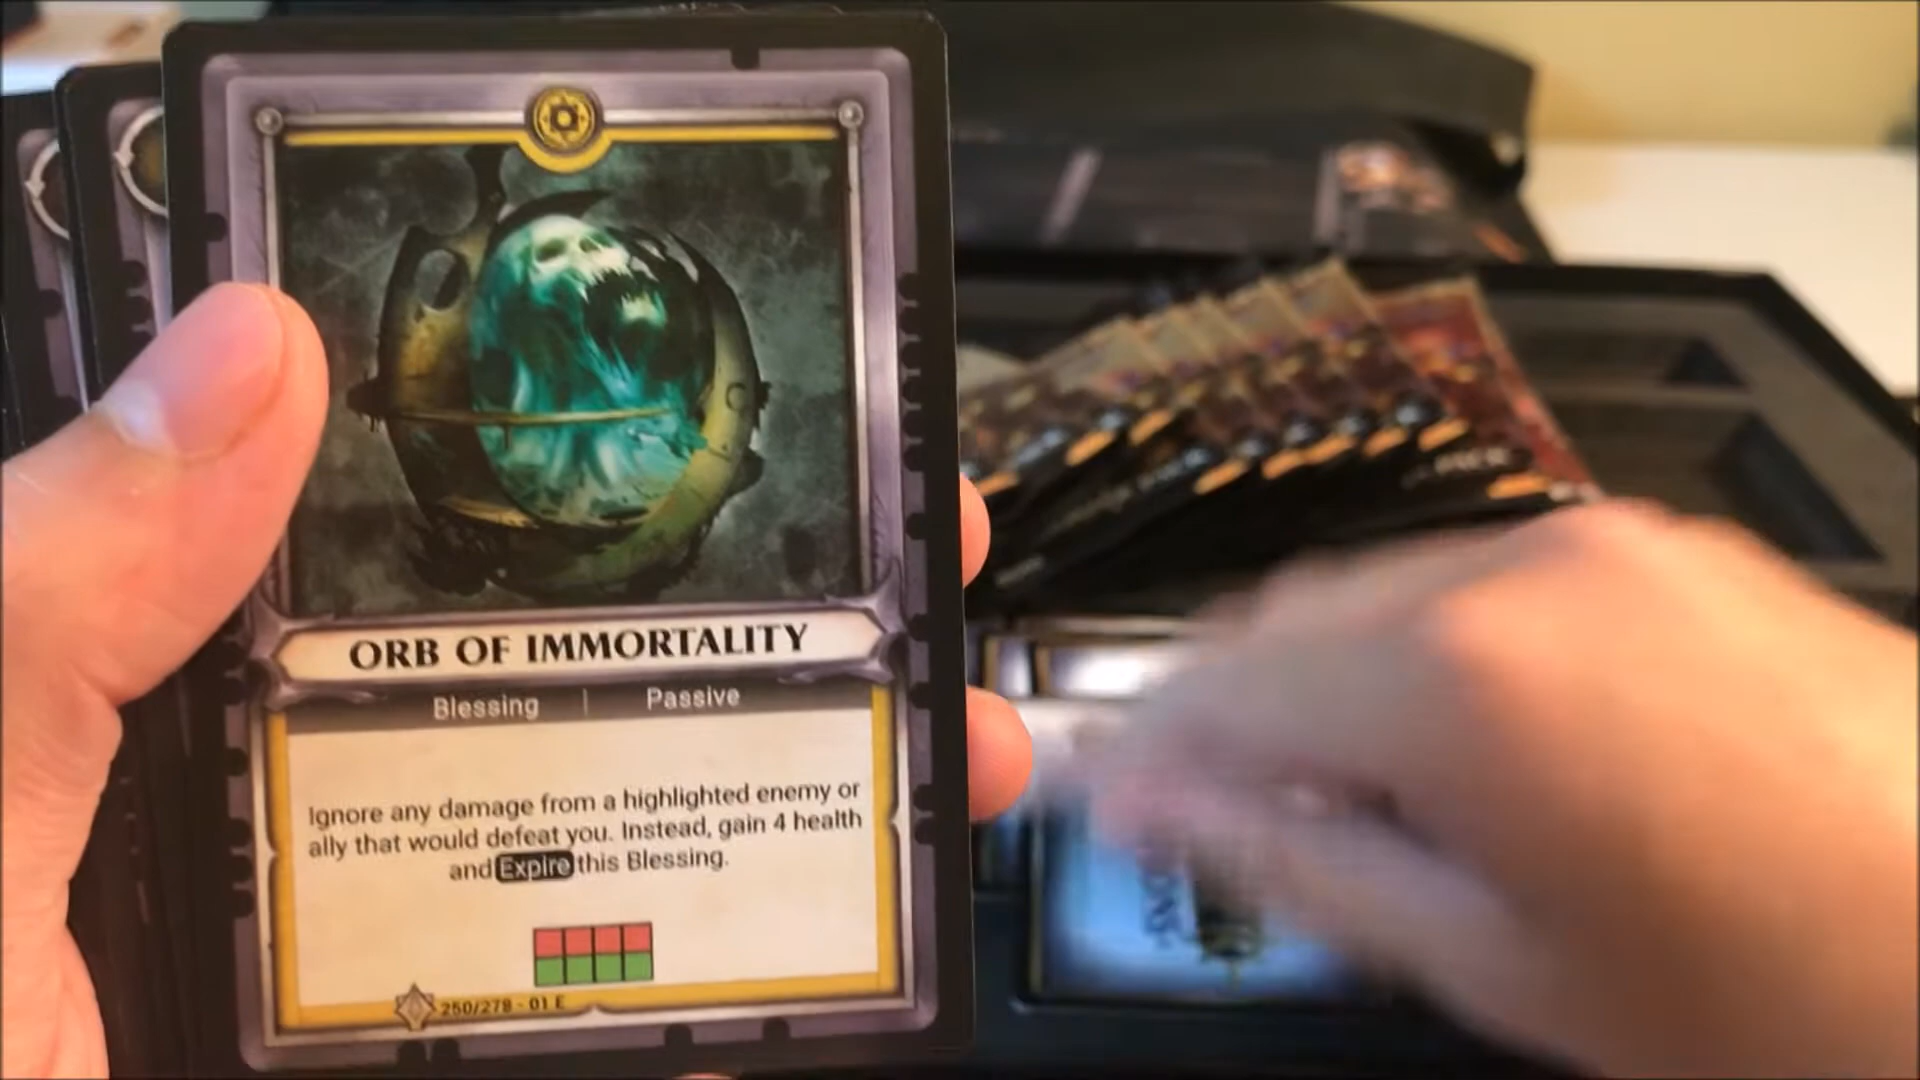 ORB OF IMMORTALITY
Blessing | Passive
Ignore any damage from a highlighted enemy or
ally that would defeat you. Instead, gain 4 health
and Expire this Blessing.
250/278 - 01 E